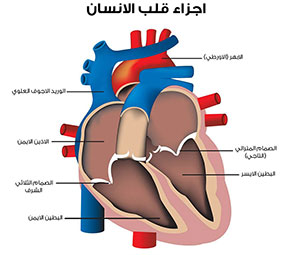 اجزاء قلب الانسان
الابهر (الاورطي)
الوريد الاجوف العلوي
الاذين الايمن
الصمام المترالي
(التاجي)
البطين الايسر
الصمام الثلاثي
الشرف
البطين الايمن